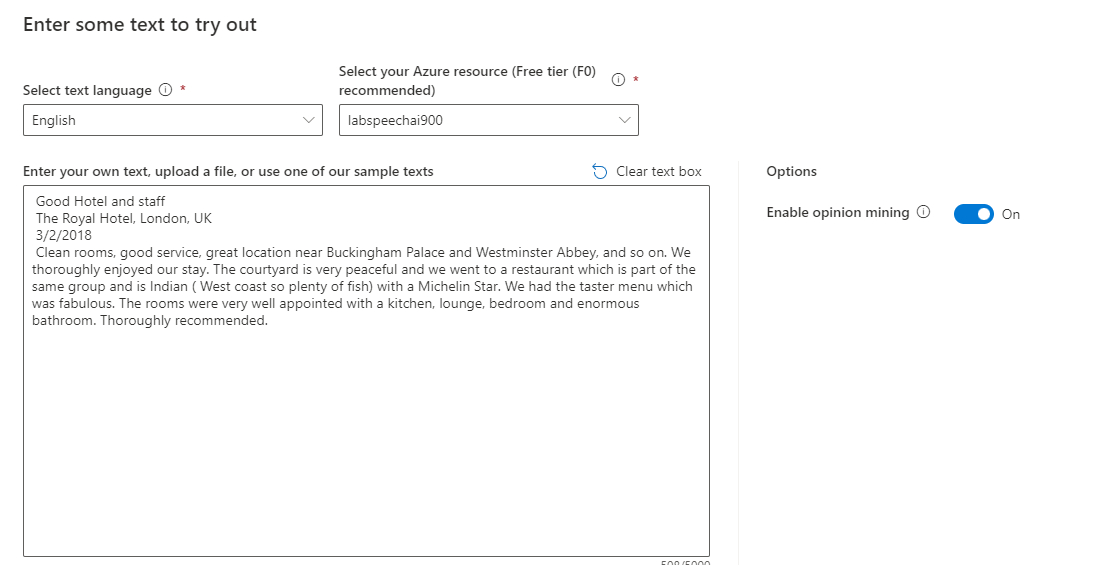 Enter some text to try out
Select text language *
Select your Azure resource (Free tier (F0)
recommended) *
English
labspeechai900
Enter your own text, upload a file, or use one of our sample texts
Clear text box
Good Hotel and staff
The Royal Hotel, London, UK
3/2/2018
Clean rooms, good service, great location near Buckingham Palace and Westminster Abbey, and so on. We
thoroughly enjoyed our stay. The courtyard is very peaceful and we went to a restaurant which is part of the
same group and is Indian ( West coast so plenty of fish) with a Michelin Star. We had the taster menu which
was fabulous. The rooms were very well appointed with a kitchen, lounge, bedroom and enormous
bathroom. Thoroughly recommended.
Options
Enable opinion mining
On